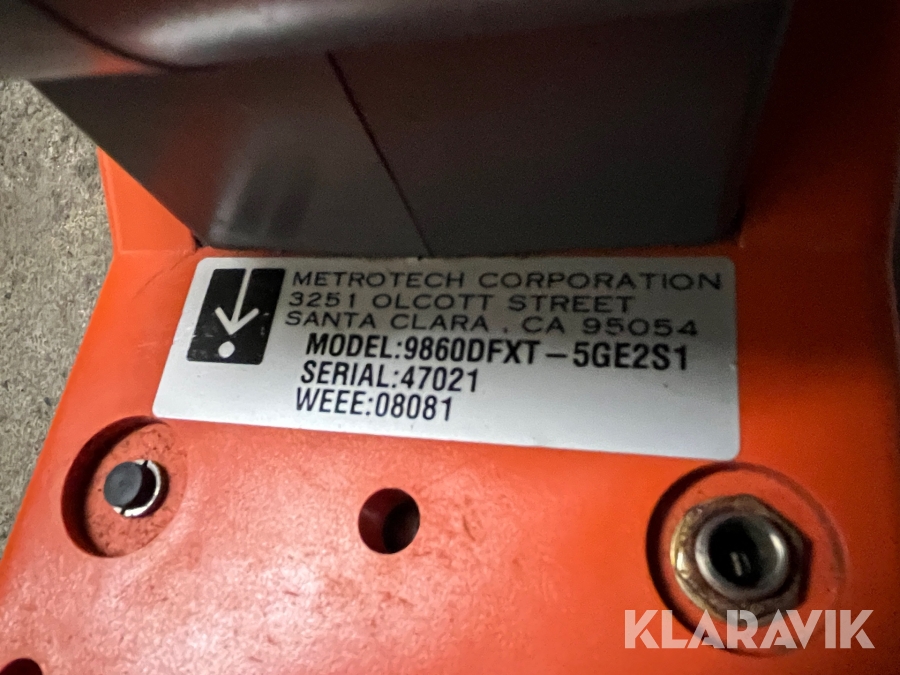 METROTECH CORPORATION
3251 OLCOTT STREET
SANTA CLARA , CA 95054
MODEL:9860DFXT-5GE2S1
SERIAL:47021
WEEE:08081
KLARAVIK